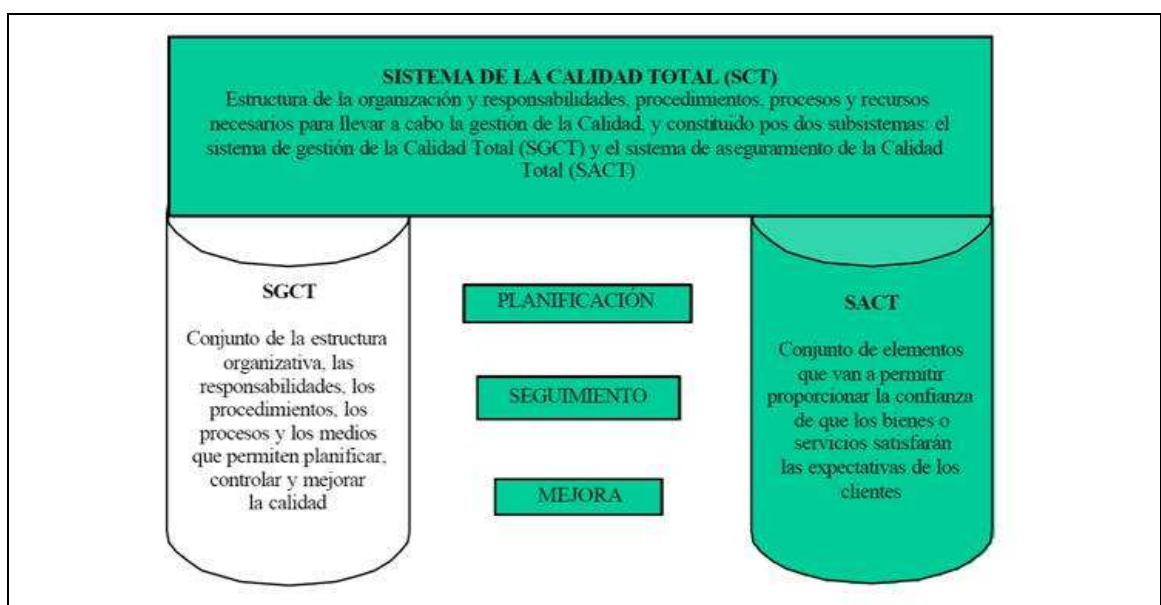 SISTEMA DE LA CALIDAD TOTAL (SCT)
Estructura de la organización y responsabilidades, procedimientos, procesos y recursos
necesarios para llevar a cabo la gestión de la Calidad, y constituido pos dos subsistemas: el
sistema de gestión de la Calidad Total (SGCT) y el sistema de aseguramiento de la Calidad
Total (SACT)
SGCT
Conjunto de la estructura
organizativa, las
responsabilidades, los
procedimientos, los
procesos y los medios
que permiten planificar,
controlar y mejorar
la calidad
PLANIFICACIÓN
SEGUIMIENTO
MEJORA
SACT
Conjunto de elementos
que van a permitir
proporcionar la confianza
de que los bienes o
servicios satisfarán
las expectativas de los
clientes